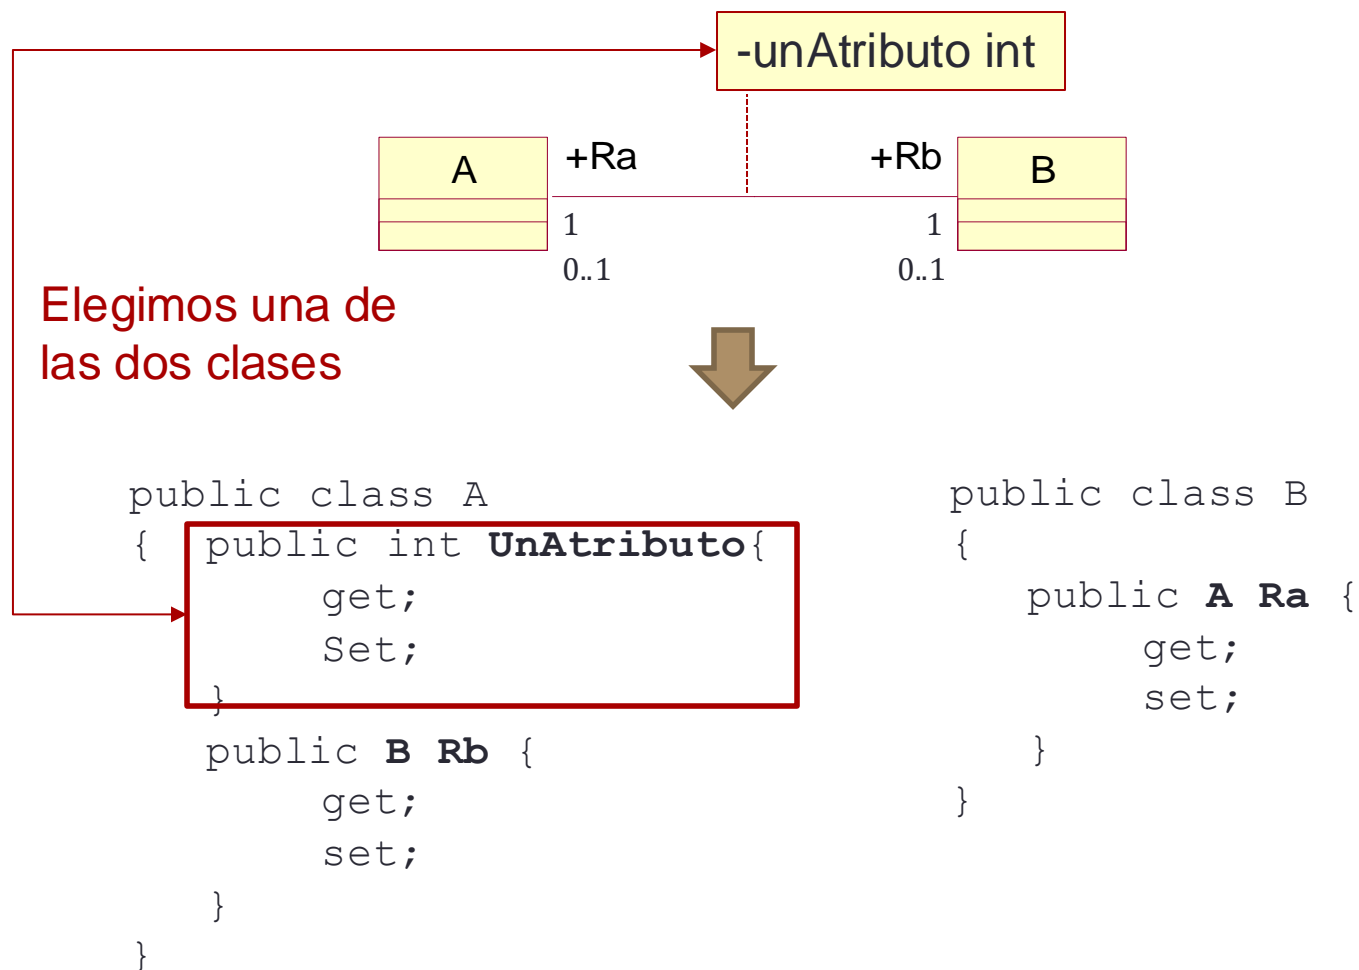 -unAtributo int
A
+Ra
+Rb
B
1
1
0..1
0..1
Elegimos una de
las dos clases
public class A
{ public int UnAtributo{
get;
Set;
}
public B Rb {
get;
set;
}
}
public class B
{
public A Ra {
get;
set;
}
}